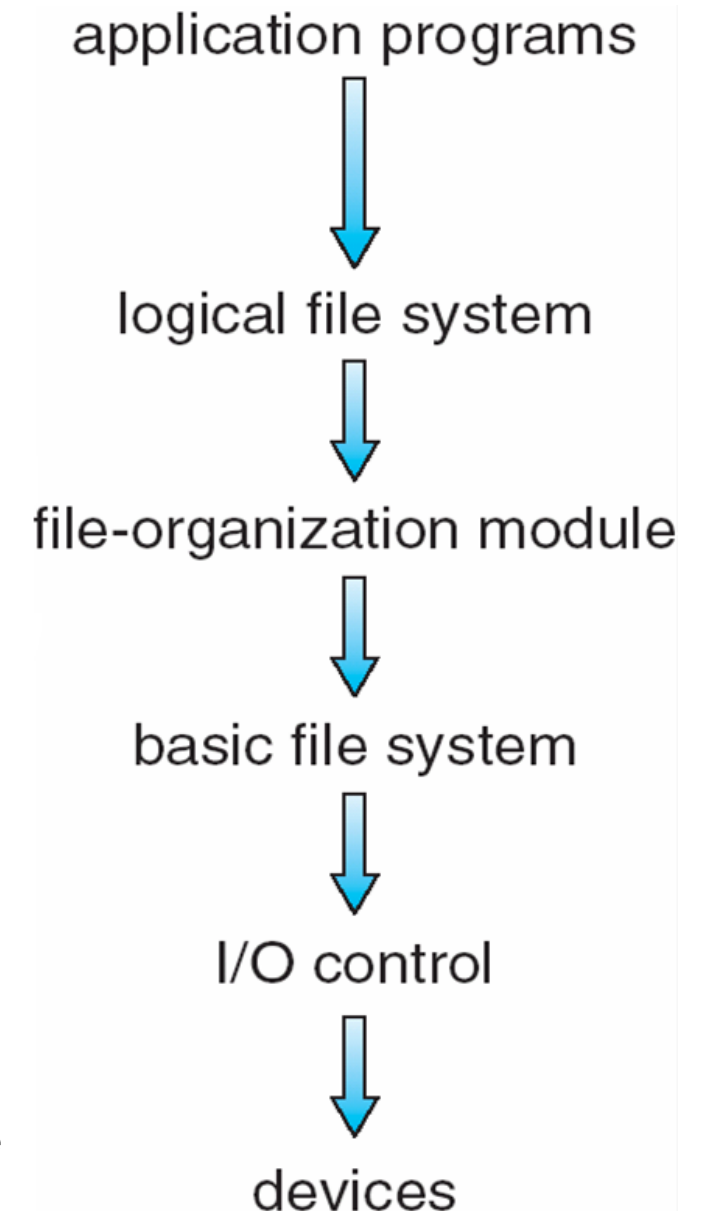 application programs
logical file system
file-organization module
basic file system
I/O control
devices